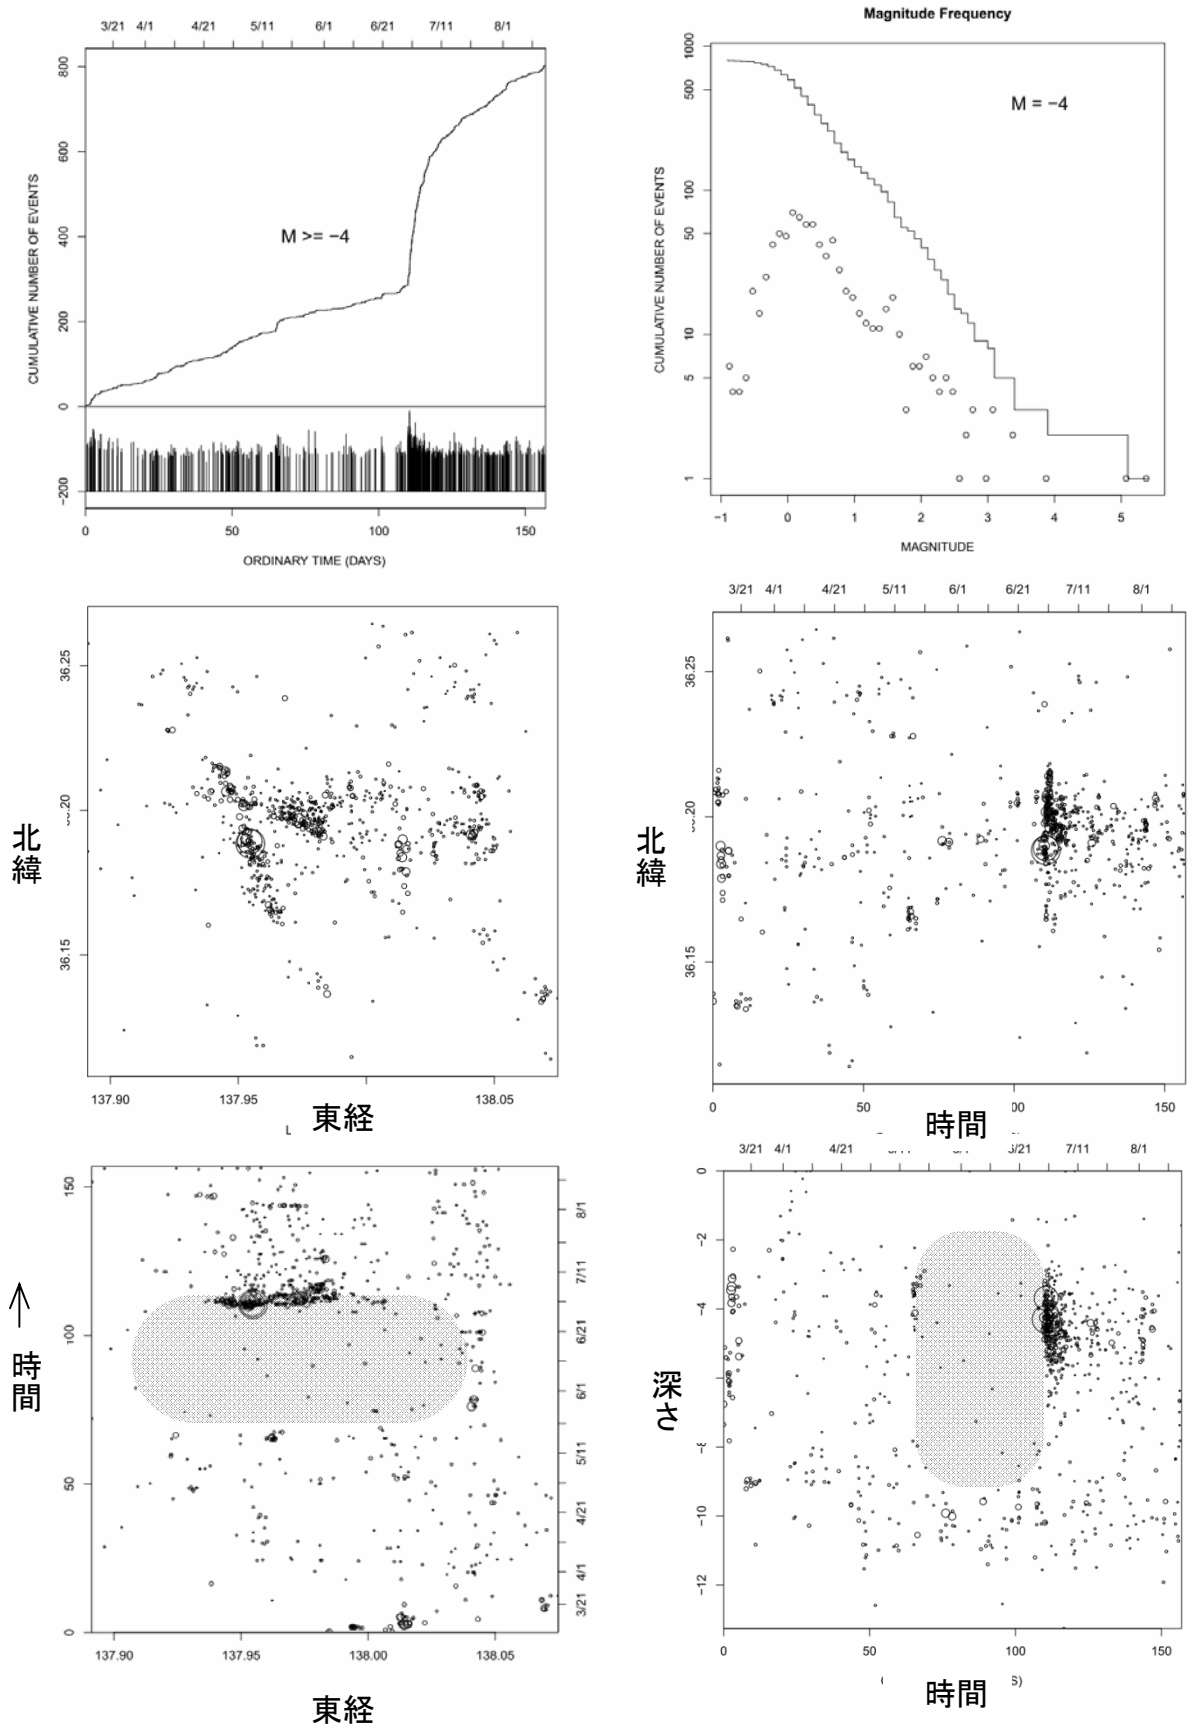 3/21 4/1 4/21 5/11 6/1 6/21 7/11 8/1
CUMULATIVE NUMBER OF EVENTS
800
600
400
200
0
−200
M >= −4
0 50 100 150
ORDINARY TIME (DAYS)
Magnitude Frequency
CUMULATIVE NUMBER OF EVENTS
1000
500
100
50
10
5
1
M = −4
−1 0 1 2 3 4 5
MAGNITUDE
北緯
36.25
36.15
137.90 137.95 138.05
東経
3/21 4/1 4/21 5/11 6/1 6/21 7/11 8/1
北緯
36.25
36.15
0 50 150
時間
時間
150
100
50
0
8/1
7/11
6/21
6/1
5/11
4/21
4/1
3/21
137.90 137.95 138.00 138.05
東経
3/21 4/1 4/21 7/11 8/1
深さ
0
−2
−4
−10
−12
0 50 100 150
時間 S)